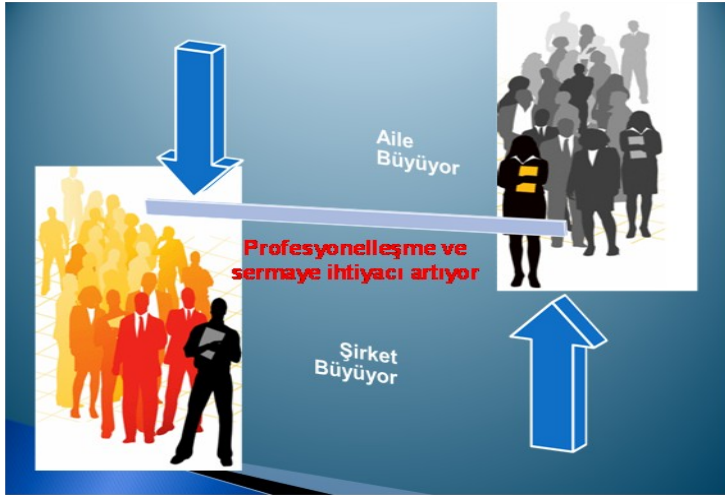 Aile
Büyüyor
Profesyonelleşme ve
sermaye ihtiyacı artıyor
Şirket
Büyüyor